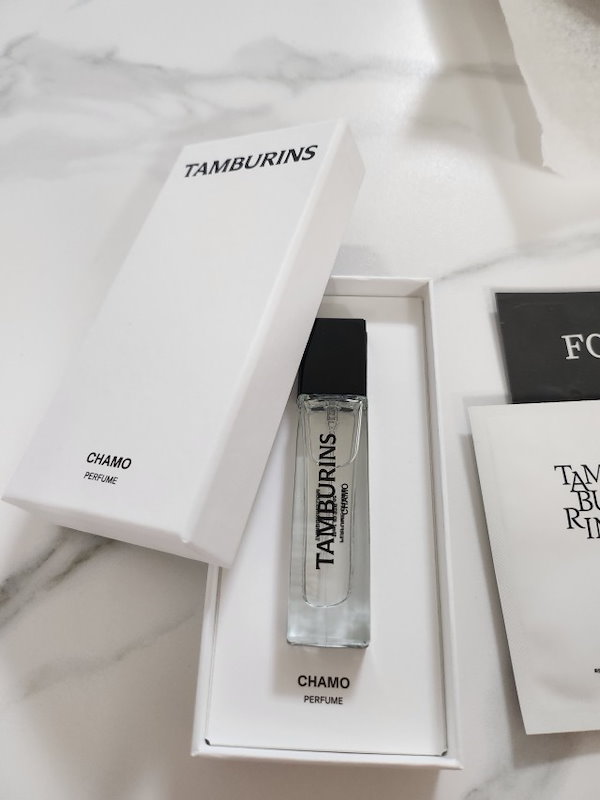 TAMBURINS
CHAMO
PERFUME
TAMBURINS
CHAMO
CHAMO
PERFUME
FO
TAM
BU
RIN